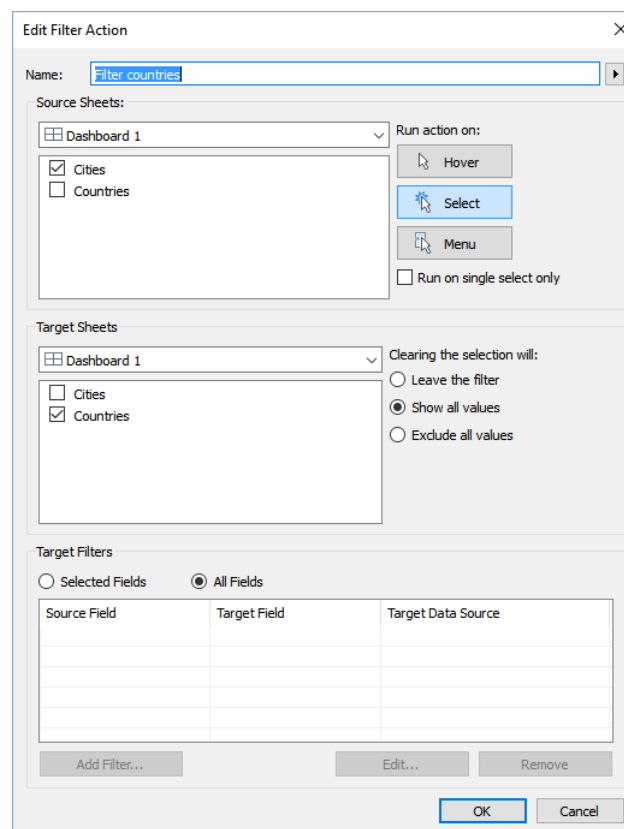 Edit Filter Action
Name: Filter countries
Source Sheets:
Dashboard 1
Run action on:
Cities
Countries
Hover
Select
Menu
Run on single select only
Target Sheets
Dashboard 1
Clearing the selection will:
Cities
Countries
Leave the filter
Show all values
Exclude all values
Target Filters
Selected Fields All Fields
Source Field Target Field Target Data Source
Add Filter... Edit... Remove
OK Cancel